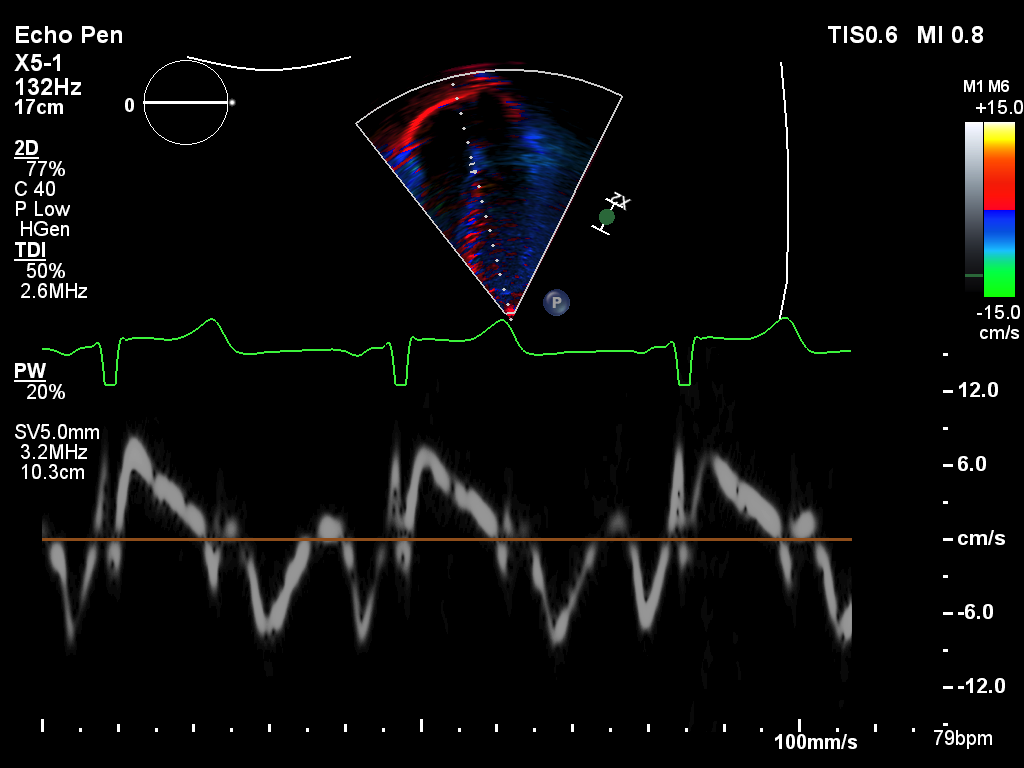 Echo Pen
TIS0.6 MI 0.8
X5-1
132Hz
17cm
0
2D
77%
C 40
P Low
HGen
TDI
50%
2.6MHz
X2
P
M1 M6
+15.0
-15.0
cm/s
PW
20%
SV5.0mm
3.2MHz
10.3cm
12.0
6.0
cm/s
-6.0
-12.0
100mm/s
79bpm